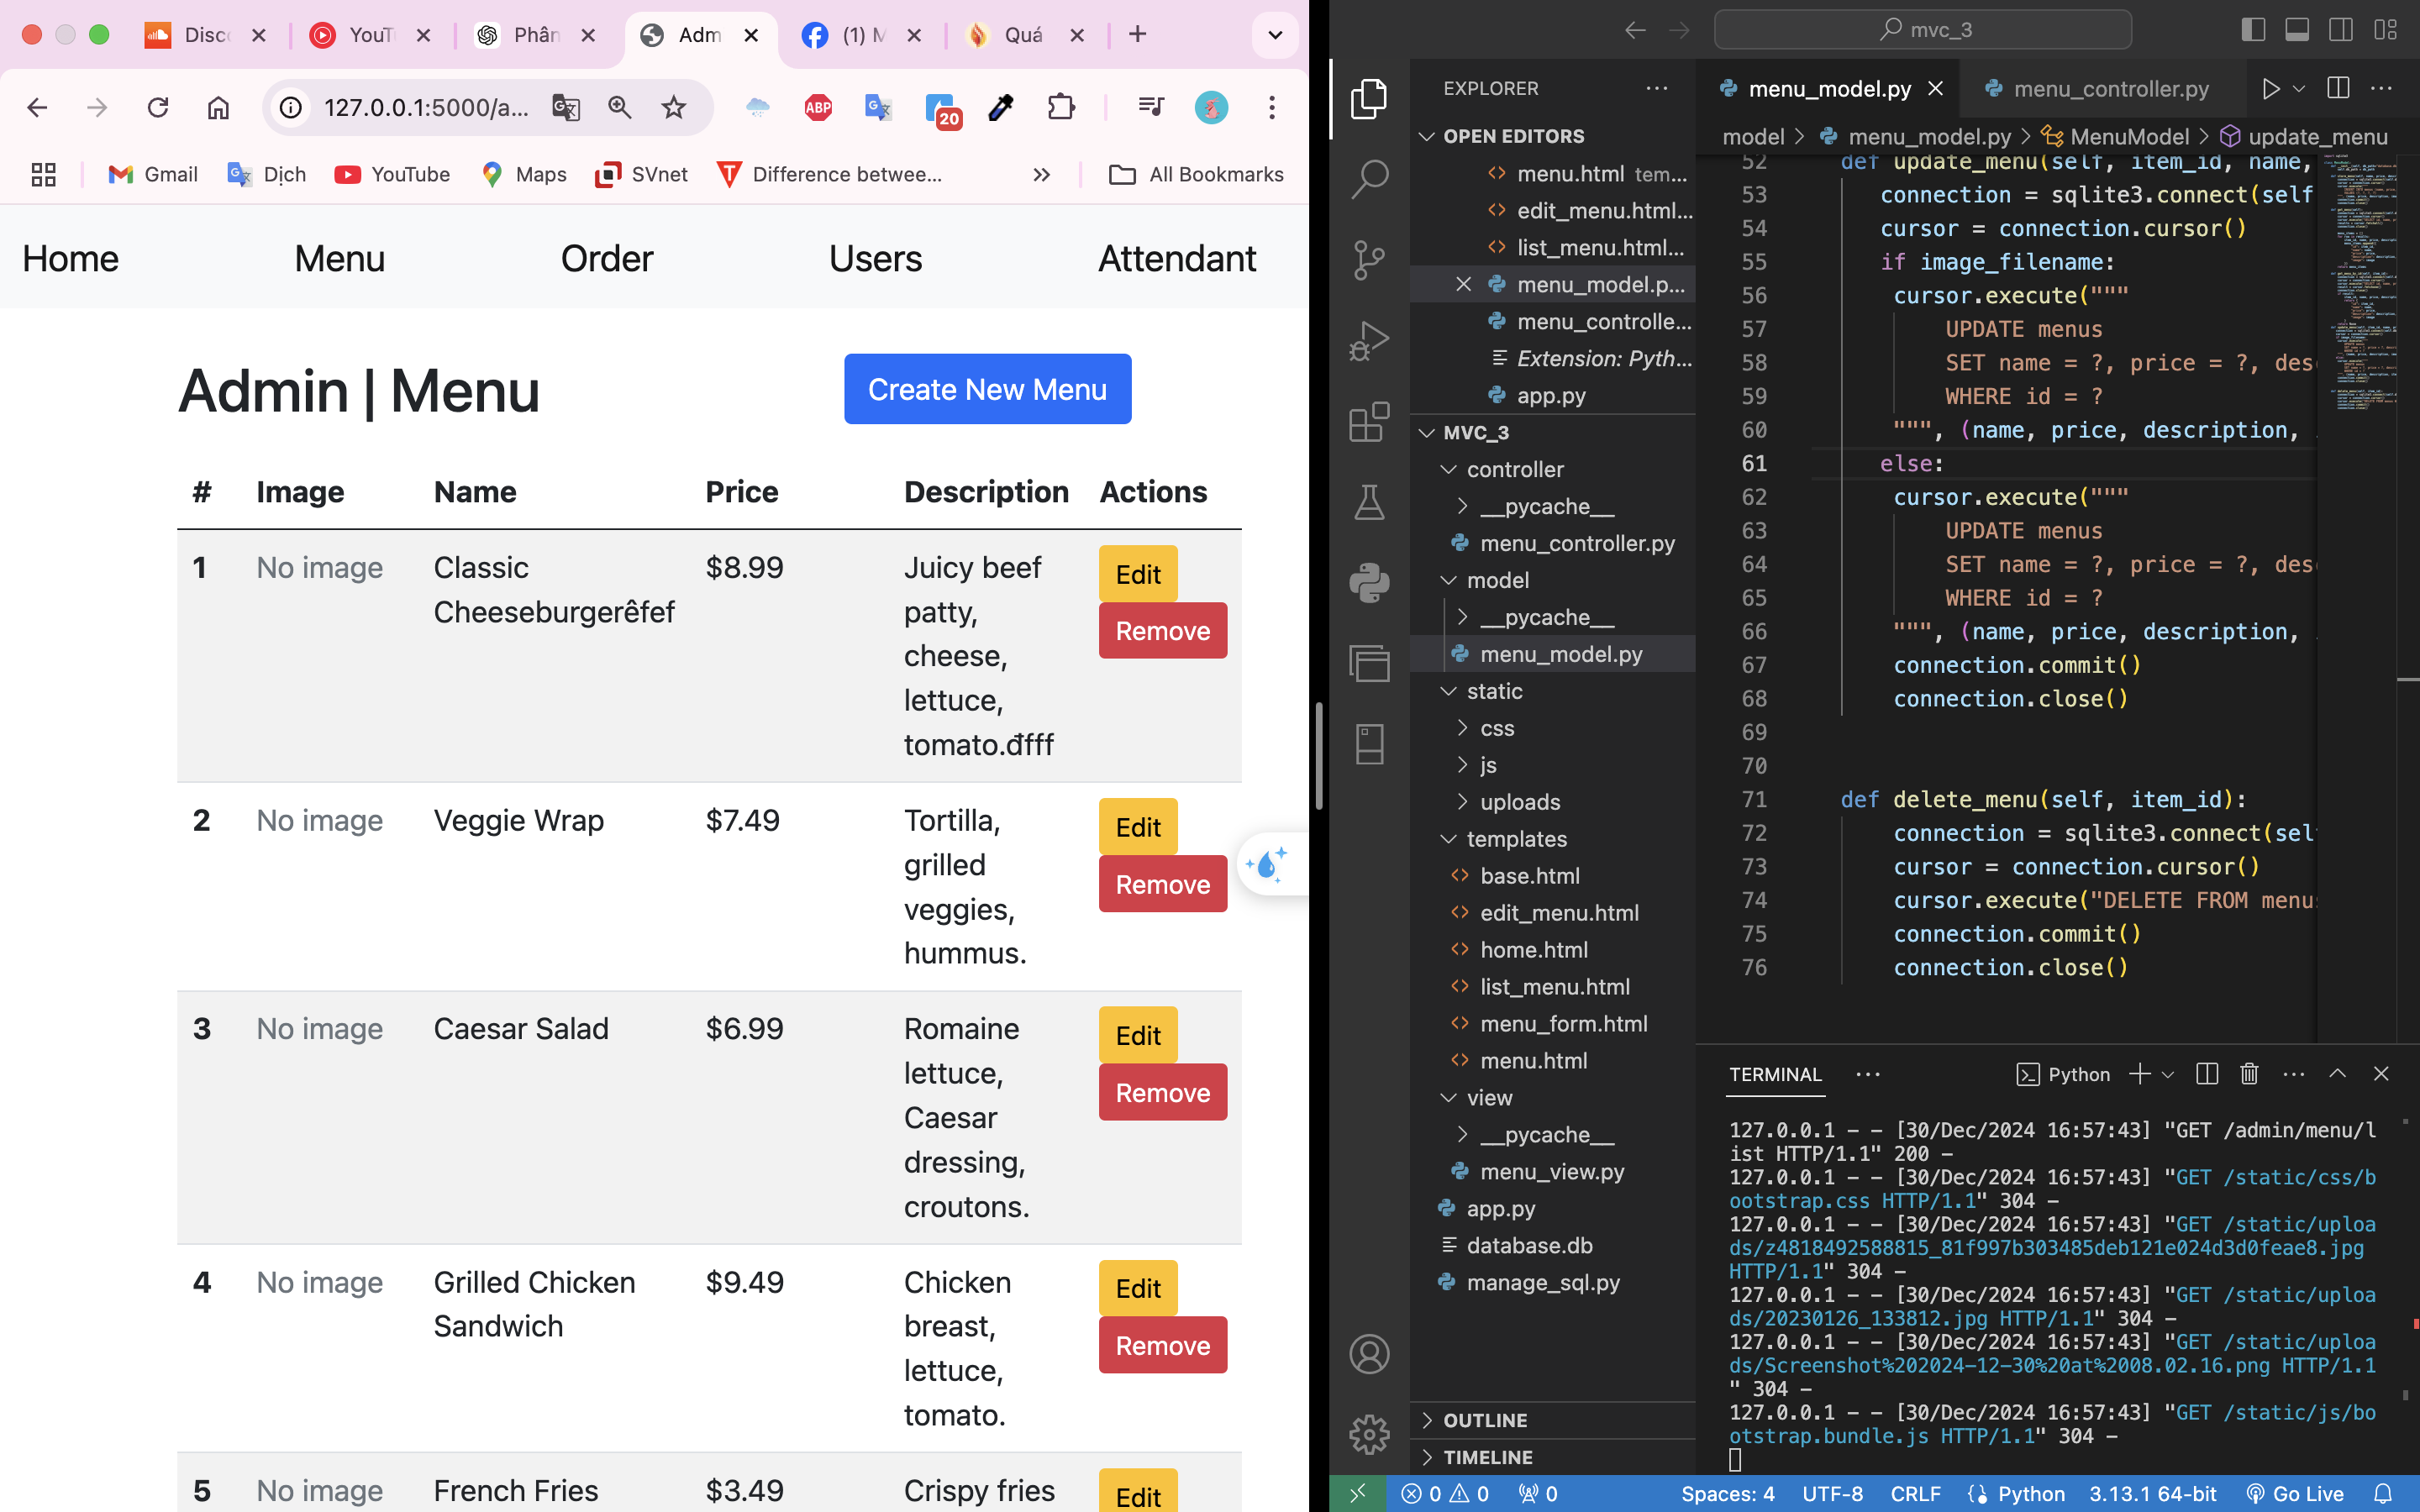 Disc
YouT
Phân
Adm
(1) M
Quá
127.0.0.1:5000/a...
ABP
20
Gmail
Dịch
YouTube
Maps
SVnet
Difference betwee...
All Bookmarks
Home
Menu
Order
Users
Attendant
Admin | Menu
Create New Menu
# Image Name Price Description Actions
1 No image Classic Cheeseburgerêfef $8.99 Juicy beef patty, cheese, lettuce, tomato.đfff Edit Remove
2 No image Veggie Wrap $7.49 Tortilla, grilled veggies, hummus. Edit Remove
3 No image Caesar Salad $6.99 Romaine lettuce, Caesar dressing, croutons. Edit Remove
4 No image Grilled Chicken Sandwich $9.49 Chicken breast, lettuce, tomato. Edit Remove
5 No image French Fries $3.49 Crispy fries Edit
mvc_3
EXPLORER
OPEN EDITORS
menu.html tem...
edit_menu.html...
list_menu.html...
menu_model.p...
menu_controlle...
Extension: Pyth...
app.py
MVC_3
controller
__pycache__
menu_controller.py
model
__pycache__
menu_model.py
static
css
js
uploads
templates
base.html
edit_menu.html
home.html
list_menu.html
menu_form.html
menu.html
view
__pycache__
menu_view.py
app.py
database.db
manage_sql.py
OUTLINE
TIMELINE
menu_model.py
menu_controller.py
model > menu_model.py > MenuModel > update_menu
52 def update_menu(self, item_id, name,
53 connection = sqlite3.connect(self
54 cursor = connection.cursor()
55 if image_filename:
56 cursor.execute("""
57 UPDATE menus
58 SET name = ?, price = ?, des
59 WHERE id = ?
60 """, (name, price, description,
61 else:
62 cursor.execute("""
63 UPDATE menus
64 SET name = ?, price = ?, des
65 WHERE id = ?
66 """, (name, price, description,
67 connection.commit()
68 connection.close()
69
70
71 def delete_menu(self, item_id):
72 connection = sqlite3.connect(sel
73 cursor = connection.cursor()
74 cursor.execute("DELETE FROM menu
75 connection.commit()
76 connection.close()
TERMINAL
Python
127.0.0.1 - - [30/Dec/2024 16:57:43] "GET /admin/menu/l
ist HTTP/1.1" 200 -
127.0.0.1 - - [30/Dec/2024 16:57:43] "GET /static/css/b
ootstrap.css HTTP/1.1" 304 -
127.0.0.1 - - [30/Dec/2024 16:57:43] "GET /static/uploa
ds/z4818492588815_81f997b303485deb121e024d3d0feae8.jpg
HTTP/1.1" 304 -
127.0.0.1 - - [30/Dec/2024 16:57:43] "GET /static/uploa
ds/20230126_133812.jpg HTTP/1.1" 304 -
127.0.0.1 - - [30/Dec/2024 16:57:43] "GET /static/uploa
ds/Screenshot%202024-12-30%20at%2008.02.16.png HTTP/1.1
" 304 -
127.0.0.1 - - [30/Dec/2024 16:57:43] "GET /static/js/bo
otstrap.bundle.js HTTP/1.1" 304 -
0
0
0
Spaces: 4
UTF-8
CRLF
Python
3.13.1 64-bit
Go Live